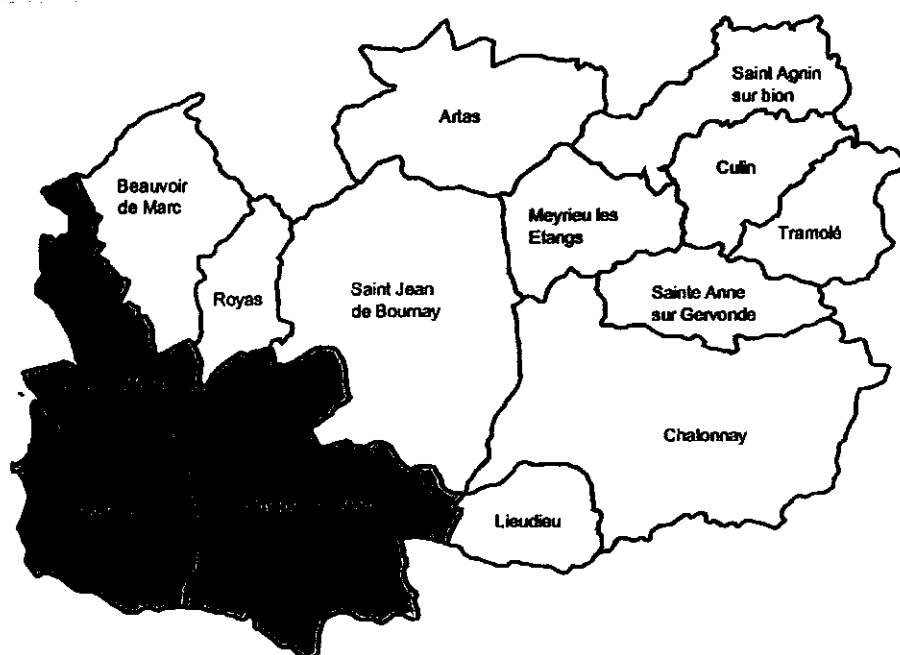 Saint Agnin
sur bion
Artas
Culin
Beauvoir
de Marc
Meyrieu les
Etangs
Tramolé
Royas
Saint Jean
de Bournay
Sainte Anne
sur Gervonde
Chatonnay
Lieudieu